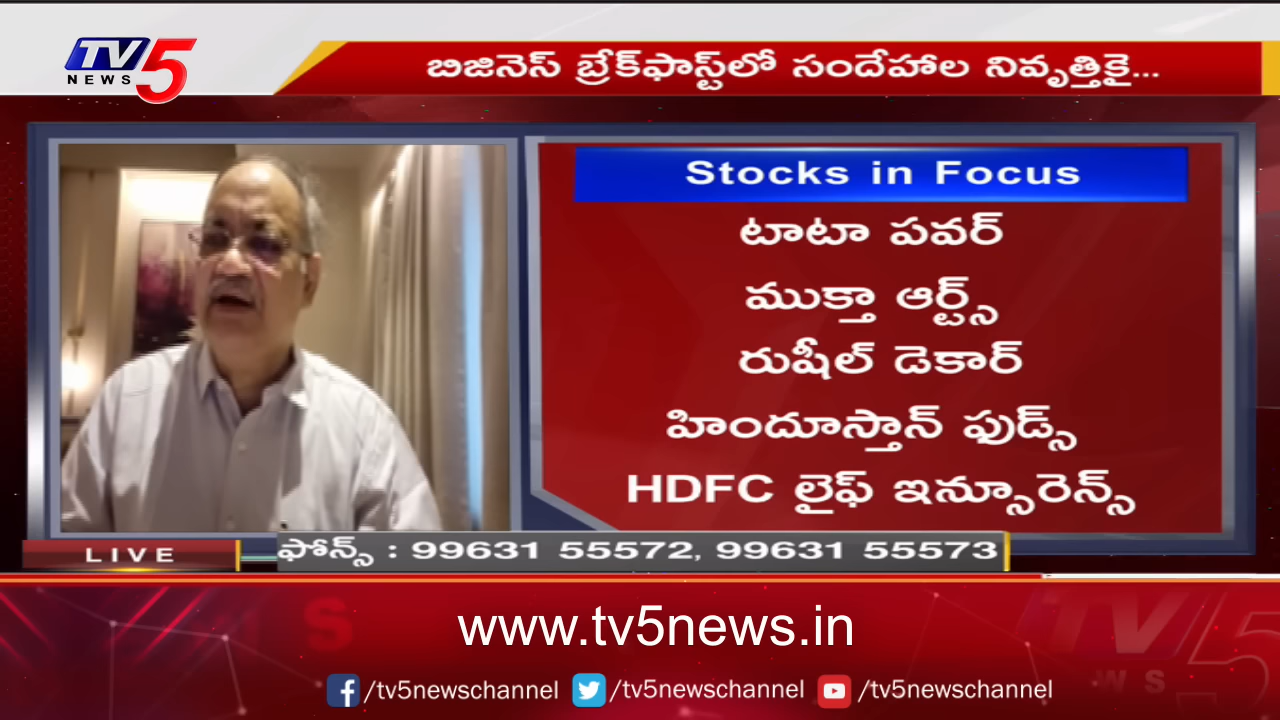 TV5
NEWS
బిజినెస్ బ్రేక్‌ఫాస్ట్‌లో సందేహాల నివృత్తికై...
Stocks in Focus
టాటా పవర్
ముక్తా ఆర్ట్స్
రుషీల్ డెకార్
హిందూస్తాన్ ఫుడ్స్
HDFC లైఫ్ ఇన్సూరెన్స్
LIVE
ఫోన్స్ : 99631 55572, 99631 55573
www.tv5news.in
/tv5newschannel /tv5newschannel /tv5newschannel